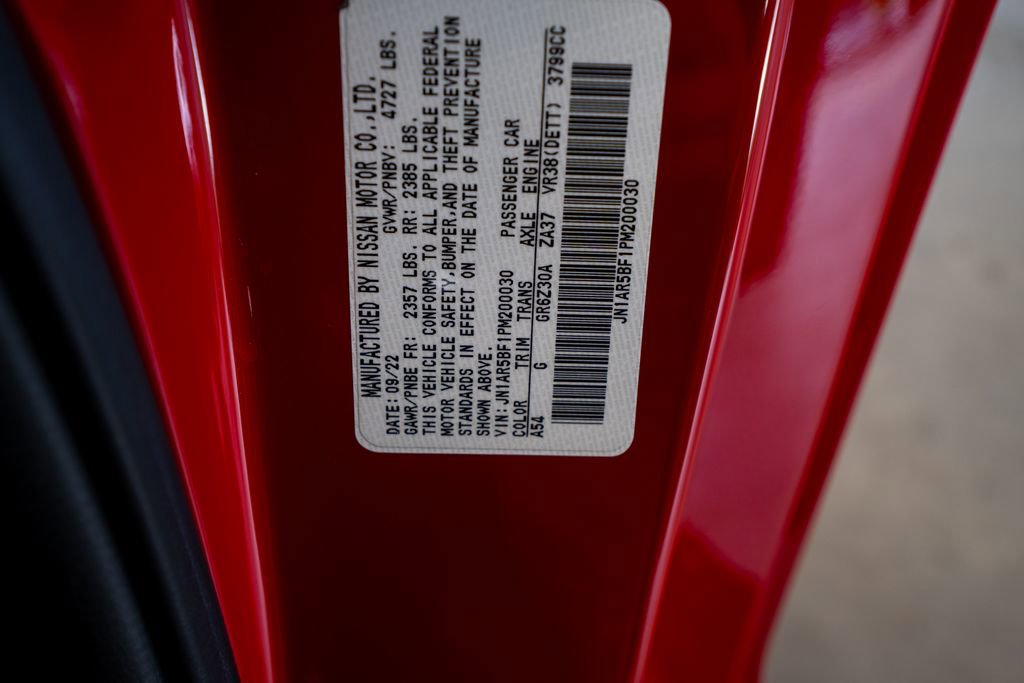 MANUFACTURED BY NISSAN MOTOR CO.,LTD.
DATE: 09/22 GVWR/PNBV: 4727 LBS.
GAWR/PNBE FR: 2357 LBS. RR: 2385 LBS.
THIS VEHICLE CONFORMS TO ALL APPLICABLE FEDERAL
MOTOR VEHICLE SAFETY,BUMPER,AND THEFT PREVENTION
STANDARDS IN EFFECT ON THE DATE OF MANUFACTURE
SHOWN ABOVE.
VIN:JN1AR5BF1PM200030 PASSENGER CAR
COLOR TRIM TRANS AXLE ENGINE
A54 G GR6Z30A ZA37 VR38(DETT) 3799CC
JN1AR5BF1PM200030